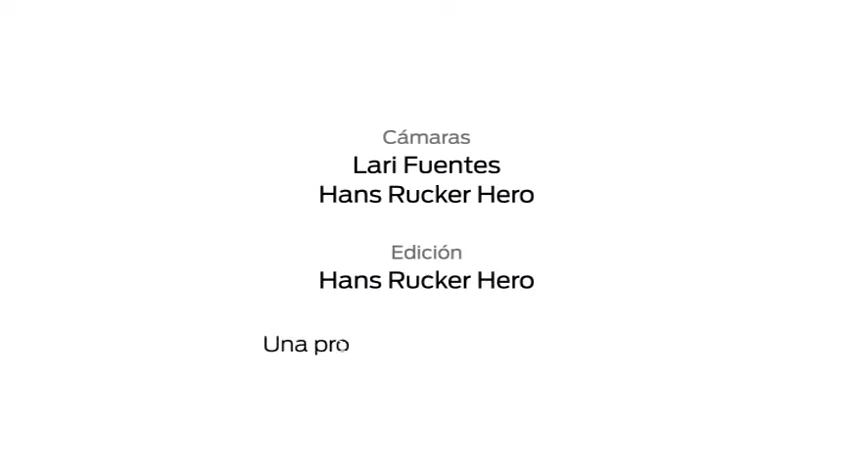 Cámaras
Lari Fuentes
Hans Rucker Hero
Edición
Hans Rucker Hero
Una pro